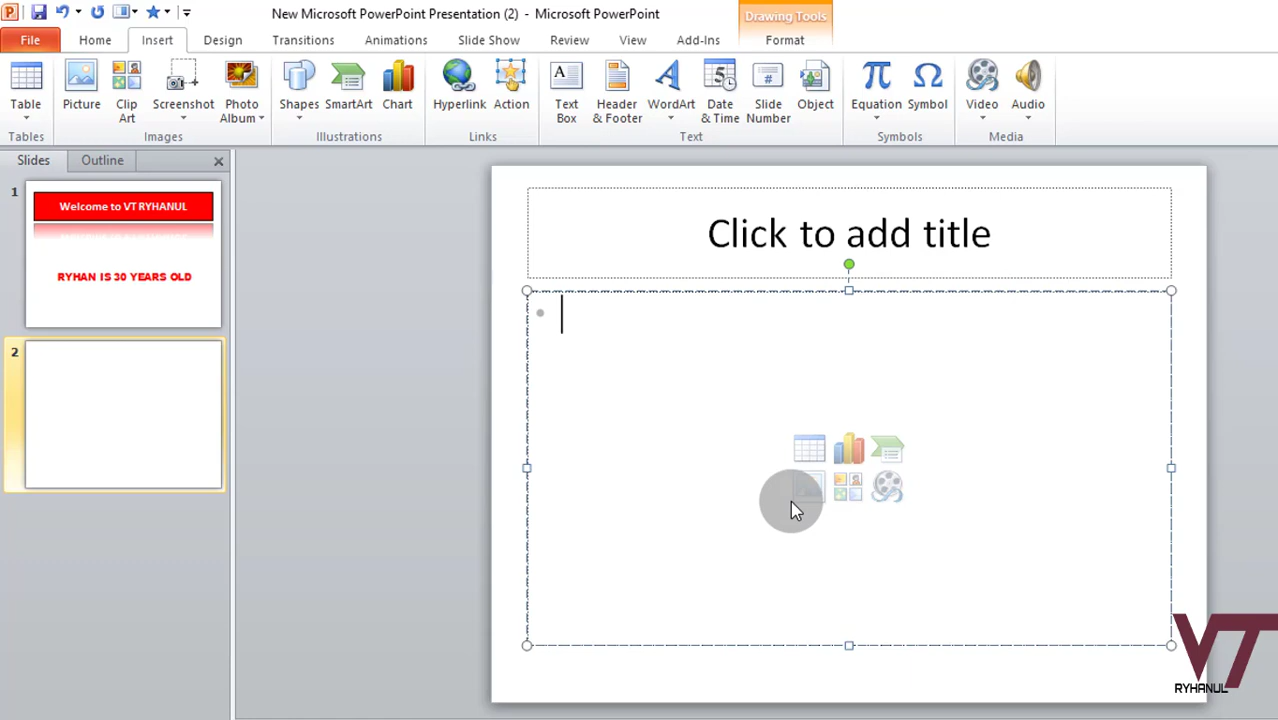 New Microsoft PowerPoint Presentation (2) - Microsoft PowerPoint
Drawing Tools
File Home Insert Design Transitions Animations Slide Show Review View Add-Ins Format
Table Picture Clip Art Screenshot Photo Album Shapes SmartArt Chart Hyperlink Action Text Box Header & Footer WordArt Date & Time Slide Number Object Equation Symbol Video Audio
Tables Images Illustrations Links Text Symbols Media
Slides Outline
1
Welcome to VT RYHANUL
RYHAN IS 30 YEARS OLD
2
Click to add title
VT
RYHANUL